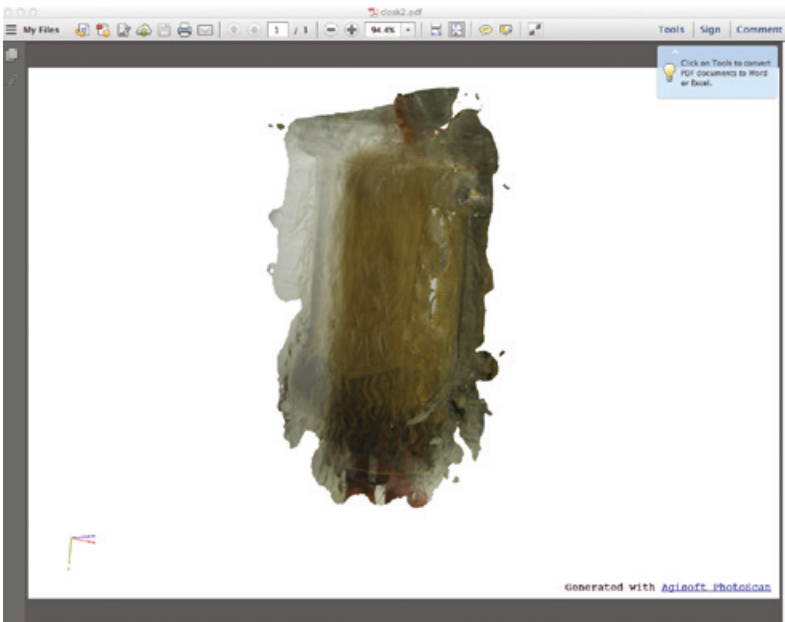 cloak2.pdf
My Files
1 / 1
94.4%
Tools
Sign
Comment
Click on Tools to convert
PDF documents to Word
or Excel.
Generated with Agisoft PhotoScan